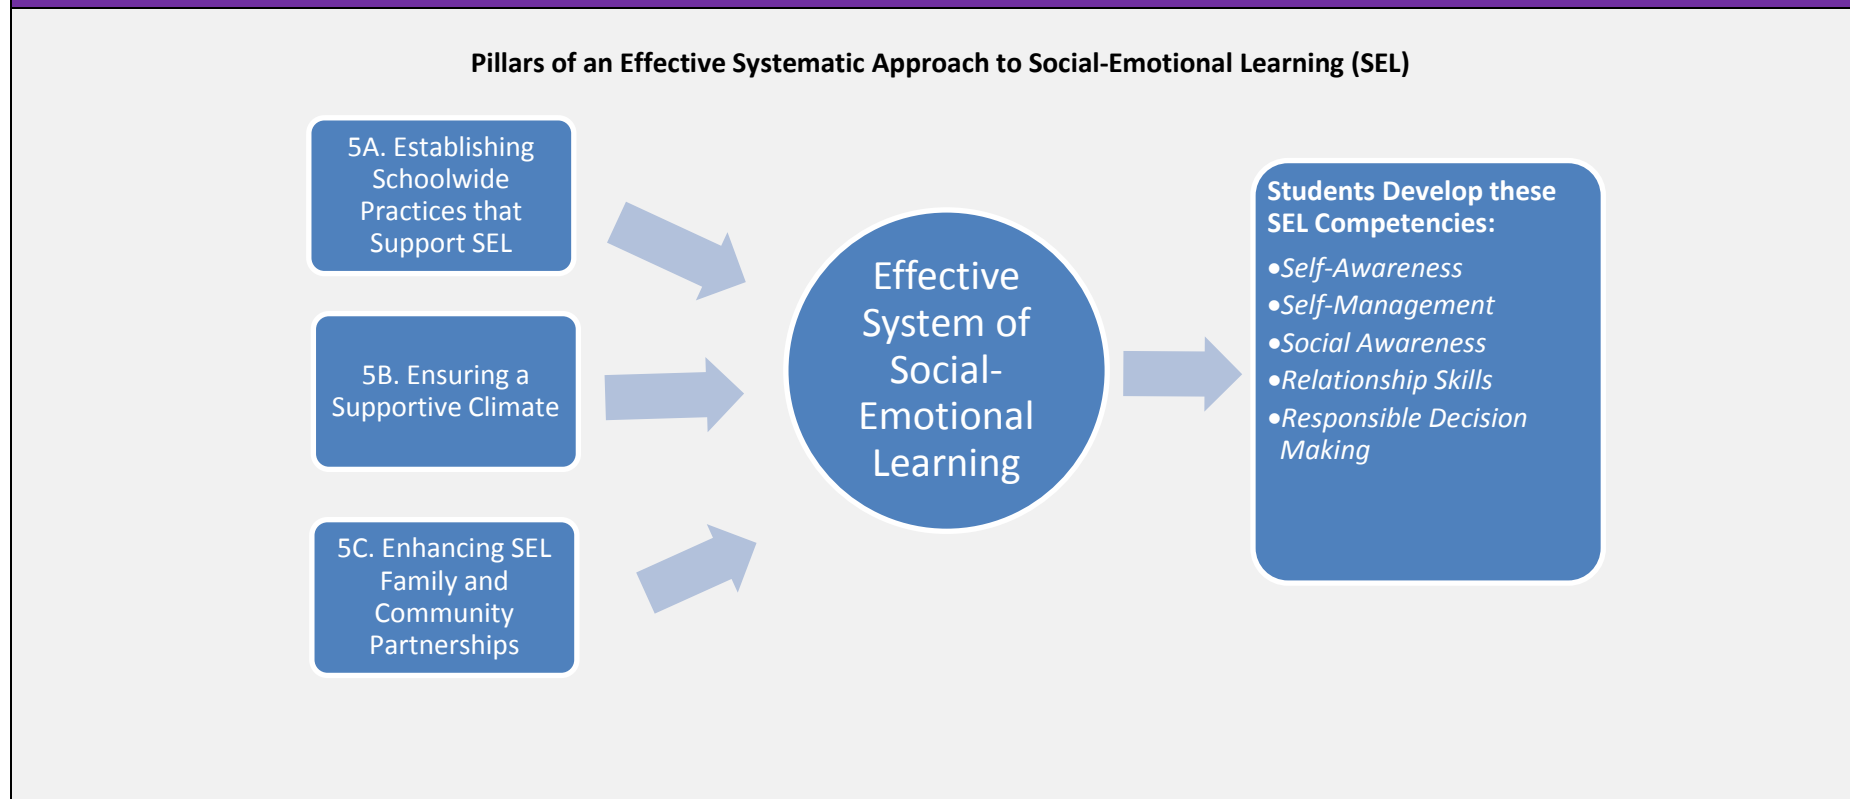 Pillars of an Effective Systematic Approach to Social-Emotional Learning (SEL)
5A. Establishing
Schoolwide
Practices that
Support SEL
5B. Ensuring a
Supportive Climate
5C. Enhancing SEL
Family and
Community
Partnerships
Effective
System of
Social-
Emotional
Learning
Students Develop these
SEL Competencies:
•Self-Awareness
•Self-Management
•Social Awareness
•Relationship Skills
•Responsible Decision
Making